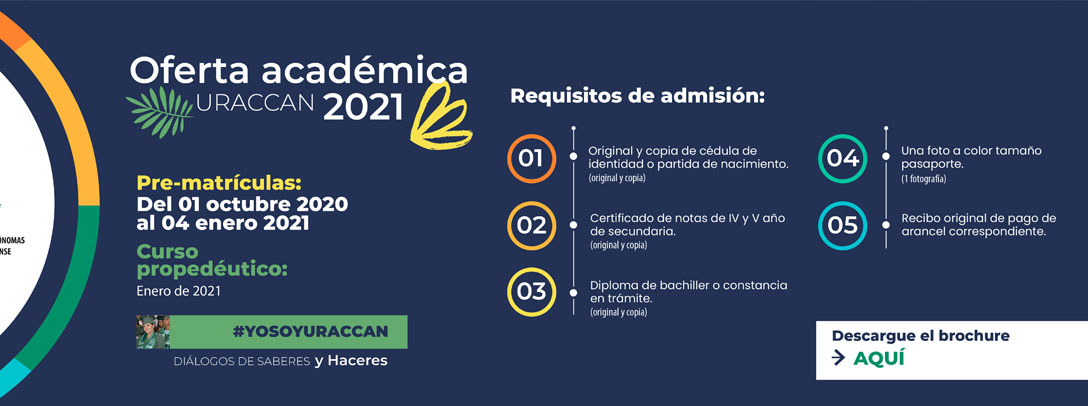 ÓNOMAS
NSE
Oferta académica
URACCAN 2021
Pre-matrículas:
Del 01 octubre 2020
al 04 enero 2021
Curso
propedéutico:
Enero de 2021
#YOSOYURACCAN
DIÁLOGOS DE SABERES y Haceres
Requisitos de admisión:
01
Original y copia de cédula de
identidad o partida de nacimiento.
(original y copia)
02
Certificado de notas de IV y V año
de secundaria.
(original y copia)
03
Diploma de bachiller o constancia
en trámite.
(original y copia)
04
Una foto a color tamaño
pasaporte.
(1 fotografía)
05
Recibo original de pago de
arancel correspondiente.
Descargue el brochure
→ AQUÍ